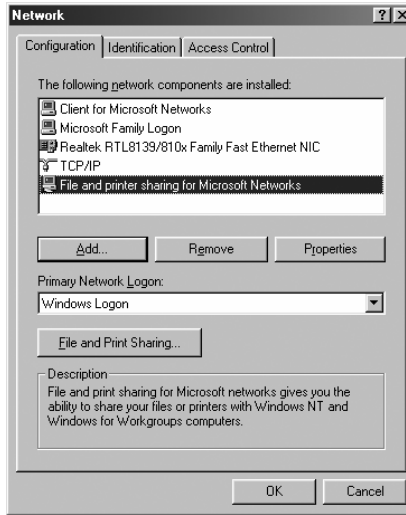 Network
Configuration Identification Access Control
The following network components are installed:
Client for Microsoft Networks
Microsoft Family Logon
Realtek RTL8139/810x Family Fast Ethernet NIC
TCP/IP
File and printer sharing for Microsoft Networks
Add... Remove Properties
Primary Network Logon:
Windows Logon
File and Print Sharing...
Description
File and print sharing for Microsoft networks gives you the
ability to share your files or printers with Windows NT and
Windows for Workgroups computers.
OK Cancel